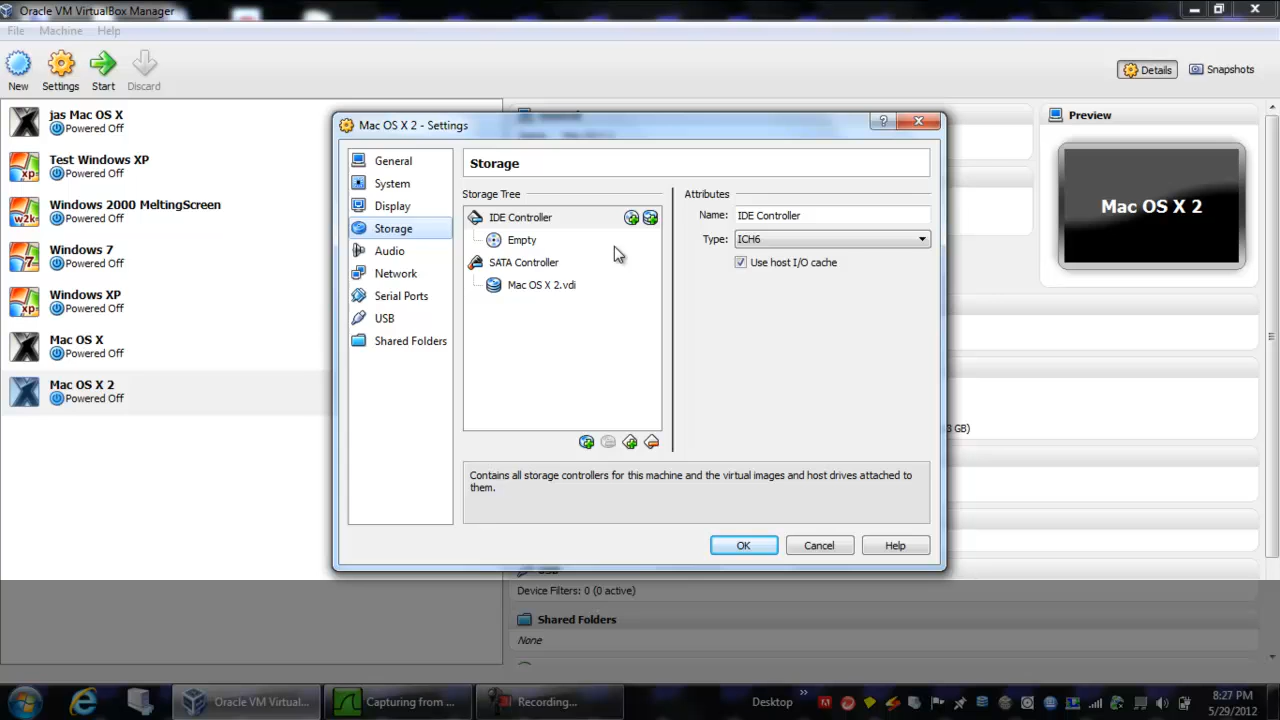 Oracle VM VirtualBox Manager
File Machine Help
New Settings Start Discard
Details Snapshots
jas Mac OS X
Powered Off
Test Windows XP
Powered Off
Windows 2000 MeltingScreen
Powered Off
Windows 7
Powered Off
Windows XP
Powered Off
Mac OS X
Powered Off
Mac OS X 2
Powered Off
Mac OS X 2 - Settings
General
System
Display
Storage
Audio
Network
Serial Ports
USB
Shared Folders
Storage
Storage Tree
IDE Controller
Empty
SATA Controller
Mac OS X 2.vdi
Attributes
Name: IDE Controller
Type: ICH6
Use host I/O cache
Contains all storage controllers for this machine and the virtual images and host drives attached to
them.
OK Cancel Help
Preview
Mac OS X 2
GB)
Device Filters: 0 (0 active)
Shared Folders
None
Oracle VM Virtual...
Capturing from ...
Recording...
Desktop
8:27 PM
5/29/2012